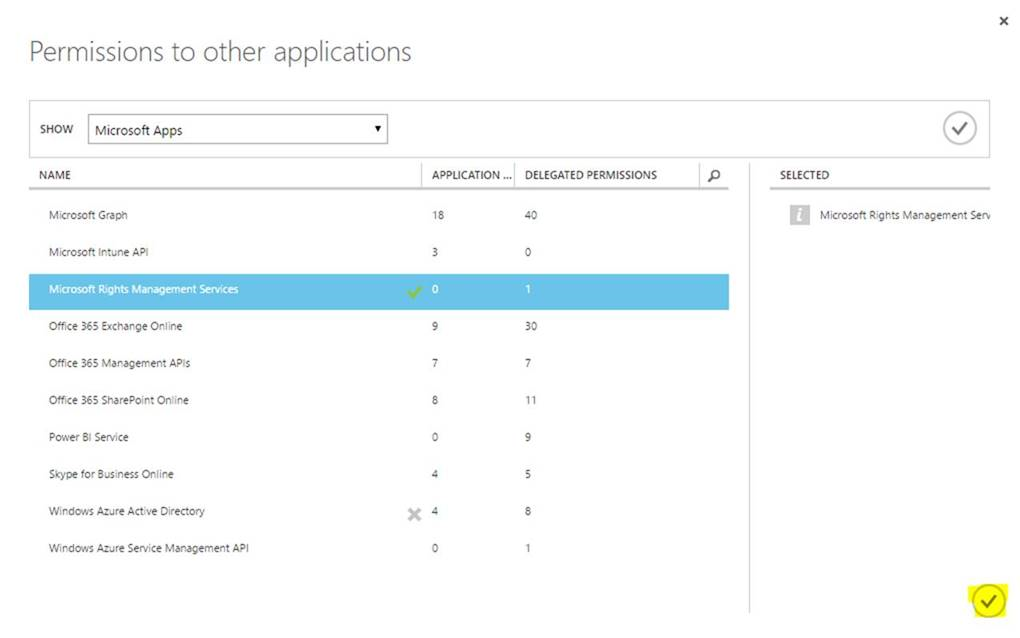 Permissions to other applications
SHOW Microsoft Apps
NAME APPLICATION ... DELEGATED PERMISSIONS SELECTED
Microsoft Graph 18 40 Microsoft Rights Management Serv
Microsoft Intune API 3 0
Microsoft Rights Management Services 0 1
Office 365 Exchange Online 9 30
Office 365 Management APIs 7 7
Office 365 SharePoint Online 8 11
Power BI Service 0 9
Skype for Business Online 4 5
Windows Azure Active Directory 4 8
Windows Azure Service Management API 0 1